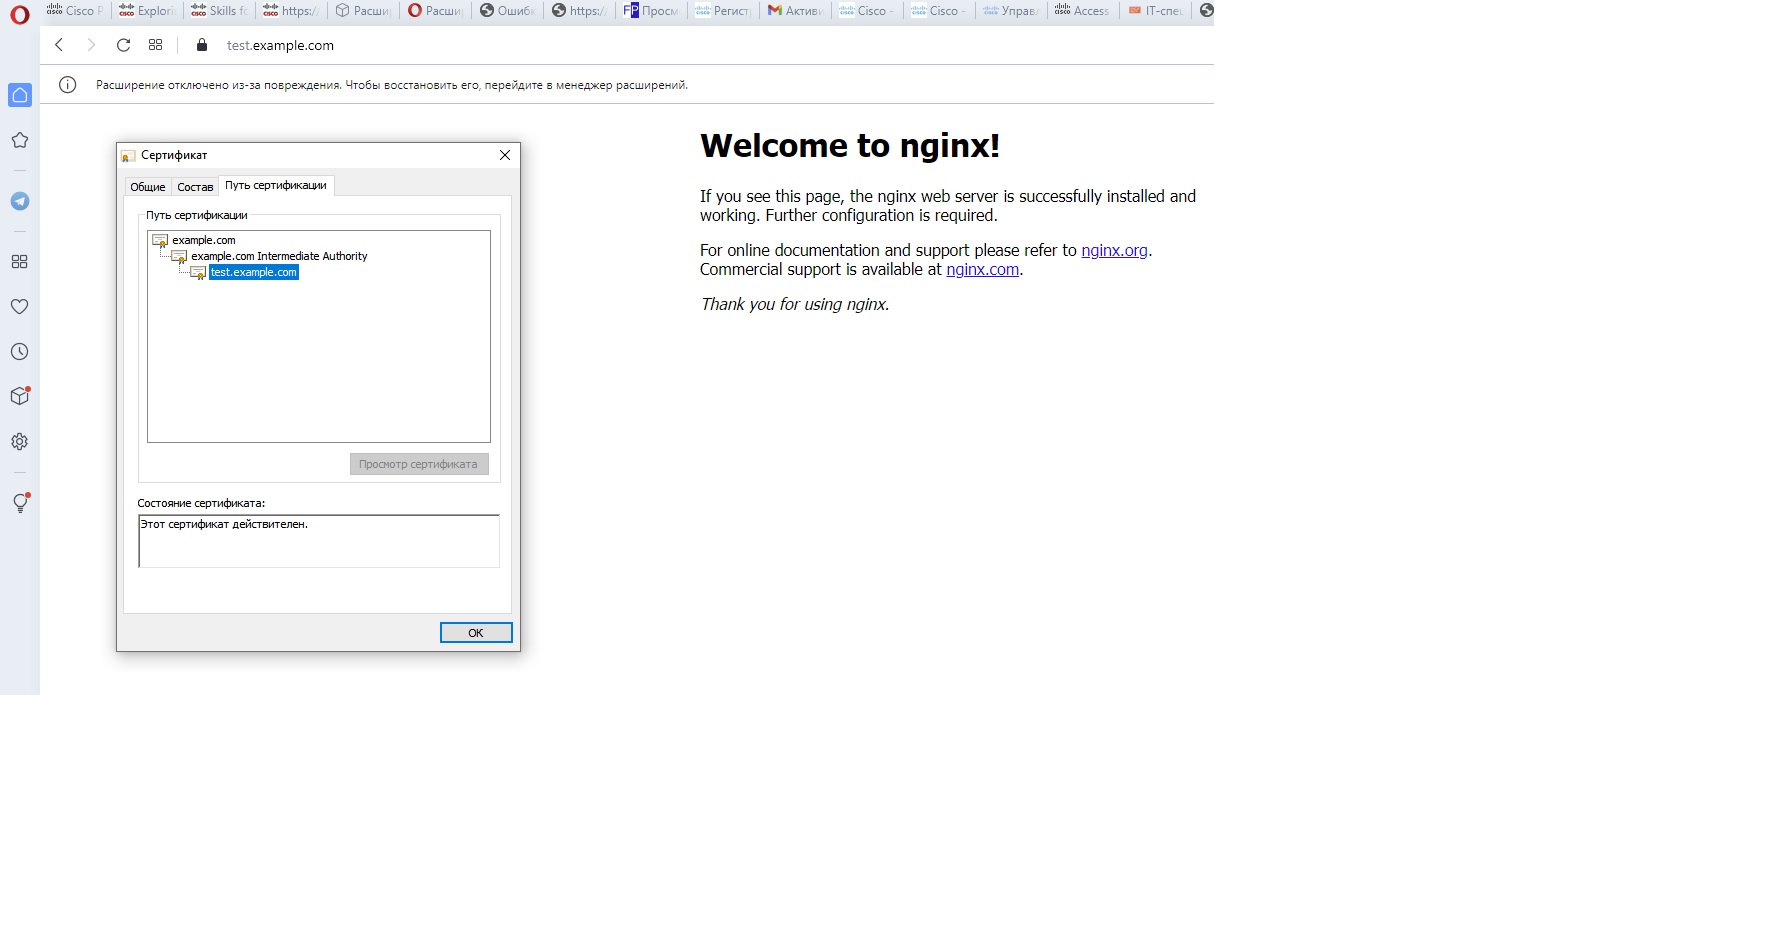 Cisco P
Explori
Skills fo
https:/
Расши
Расши
Ошибк
https:/
FP Просм
Регист
Активи
Cisco -
Cisco -
Управл
Access
IT-спец
test.example.com
Расширение отключено из-за повреждения. Чтобы восстановить его, перейдите в менеджер расширений.
Сертификат
Общие
Состав
Путь сертификации
Путь сертификации
example.com
example.com Intermediate Authority
test.example.com
Просмотр сертификата
Состояние сертификата:
Этот сертификат действителен.
OK
Welcome to nginx!
If you see this page, the nginx web server is successfully installed and
working. Further configuration is required.
For online documentation and support please refer to nginx.org.
Commercial support is available at nginx.com.
Thank you for using nginx.